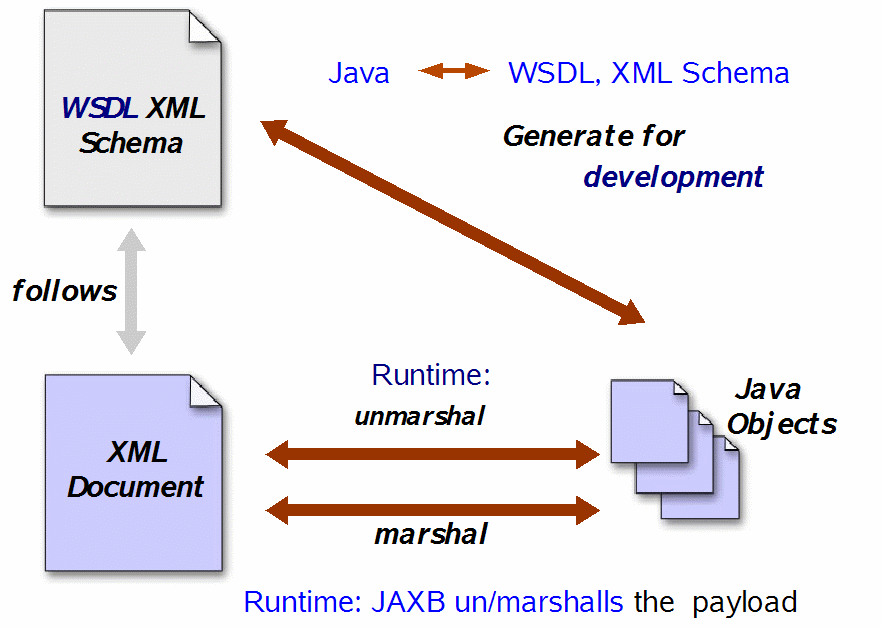 Java WSDL, XML Schema
WSDL XML
Schema
Generate for
development
follows
Runtime:
unmarshal
Java
Objects
XML
Document
marshal
Runtime: JAXB un/marshalls the payload